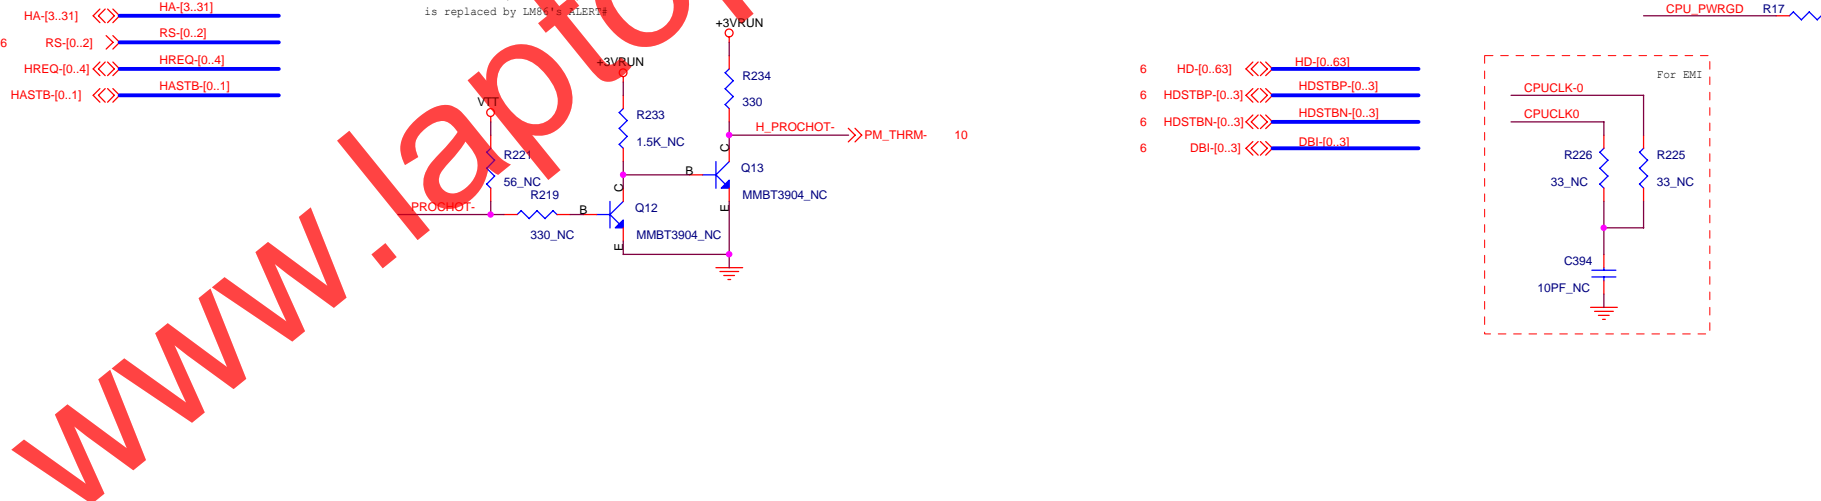 HA-[3..31] HA-[3..31]
6 RS-[0..2] RS-[0..2]
HREQ-[0..4] HREQ-[0..4]
HASTB-[0..1] HASTB-[0..1]
is replaced by LM86's ALERT#
+3VRUN
+3VRUN
VTT
R234
330
R233
1.5K_NC
H_PROCHOT- PM_THRM- 10
R221
56_NC
C
B
Q13
MMBT3904_NC
E
PROCHOT-
R219
330_NC
B
C
Q12
MMBT3904_NC
E
CPU_PWRGD R17
6 HD-[0..63] HD-[0..63]
6 HDSTBP-[0..3] HDSTBP-[0..3]
6 HDSTBN-[0..3] HDSTBN-[0..3]
6 DBI-[0..3] DBI-[0..3]
For EMI
CPUCLK-0
CPUCLK0
R226
33_NC
R225
33_NC
C394
10PF_NC
www.lapto